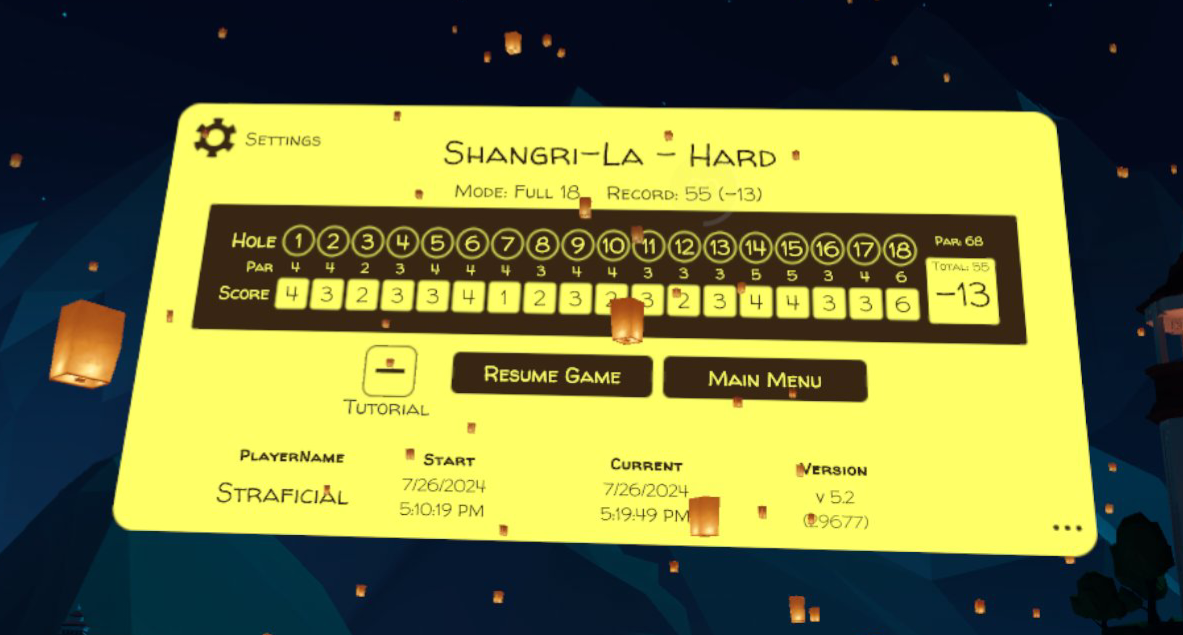 Settings
Shangri-La - Hard
Mode: Full 18 Record: 55 (-13)
Hole 1 2 3 4 5 6 7 8 9 10 11 12 13 14 15 16 17 18 Par: 68
Par 4 4 2 3 4 4 4 3 4 4 3 3 3 5 5 3 4 6 Total: 55
Score 4 3 2 3 3 4 1 2 3 2 3 2 3 4 4 3 3 6 -13
Resume Game Main Menu
Tutorial
PlayerName Start Current Version
Straficial 7/26/2024 7/26/2024 v 5.2
5:10:19 PM 5:19:49 PM (29677)